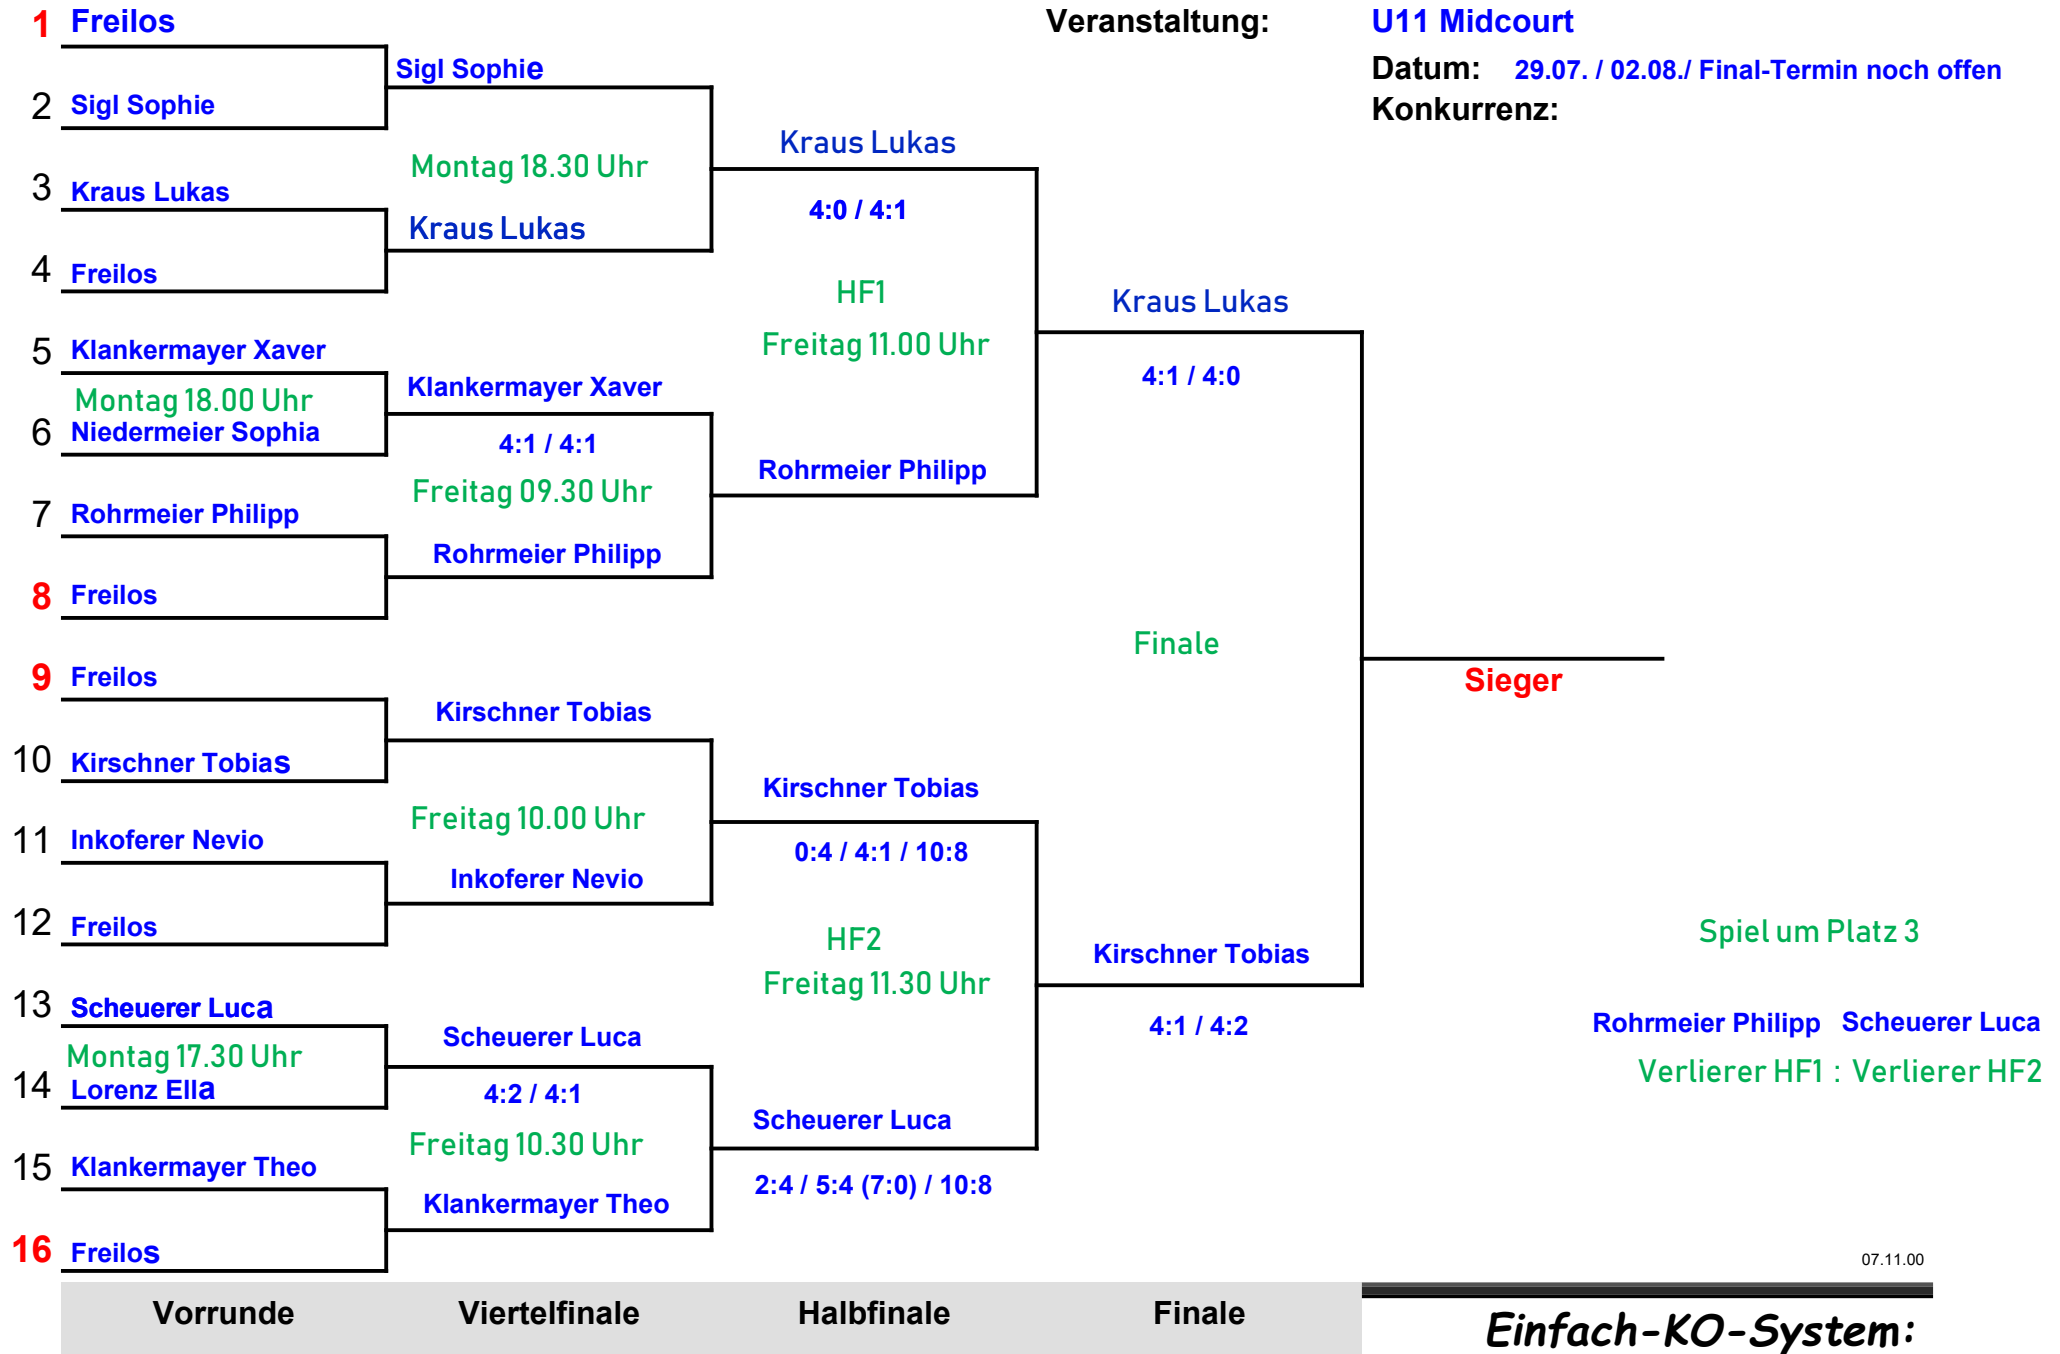 1 Freilos
Veranstaltung: U11 Midcourt
Sigl Sophie
Datum: 29.07. / 02.08./ Final-Termin noch offen
2 Sigl Sophie
Konkurrenz:
Kraus Lukas
Montag 18.30 Uhr
3 Kraus Lukas
4:0 / 4:1
Kraus Lukas
4 Freilos
HF1
Kraus Lukas
Freitag 11.00 Uhr
5 Klankermayer Xaver
4:1 / 4:0
Klankermayer Xaver
Montag 18.00 Uhr
6 Niedermeier Sophia
4:1 / 4:1
Rohrmeier Philipp
Freitag 09.30 Uhr
7 Rohrmeier Philipp
Rohrmeier Philipp
8 Freilos
Finale
9 Freilos
Sieger
Kirschner Tobias
10 Kirschner Tobias
Kirschner Tobias
Freitag 10.00 Uhr
11 Inkoferer Nevio
0:4 / 4:1 / 10:8
Inkoferer Nevio
12 Freilos
Spiel um Platz 3
HF2
Kirschner Tobias
Freitag 11.30 Uhr
13 Scheuerer Luca
Rohrmeier Philipp Scheuerer Luca
4:1 / 4:2
Scheuerer Luca
Montag 17.30 Uhr
Verlierer HF1 : Verlierer HF2
14 Lorenz Ella
4:2 / 4:1
Scheuerer Luca
Freitag 10.30 Uhr
15 Klankermayer Theo
2:4 / 5:4 (7:0) / 10:8
Klankermayer Theo
16 Freilos
07.11.00
Vorrunde Viertelfinale Halbfinale Finale
Einfach-KO-System: